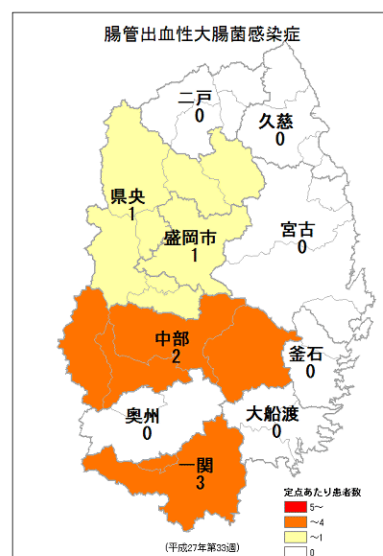 腸管出血性大腸菌感染症
二戸
0
久慈
0
県央
1
盛岡市
1
宮古
0
中部
2
釜石
0
奥州
0
大船渡
0
一関
3
定点あたり患者数
5～
～4
～1
0
(平成27年第33週)